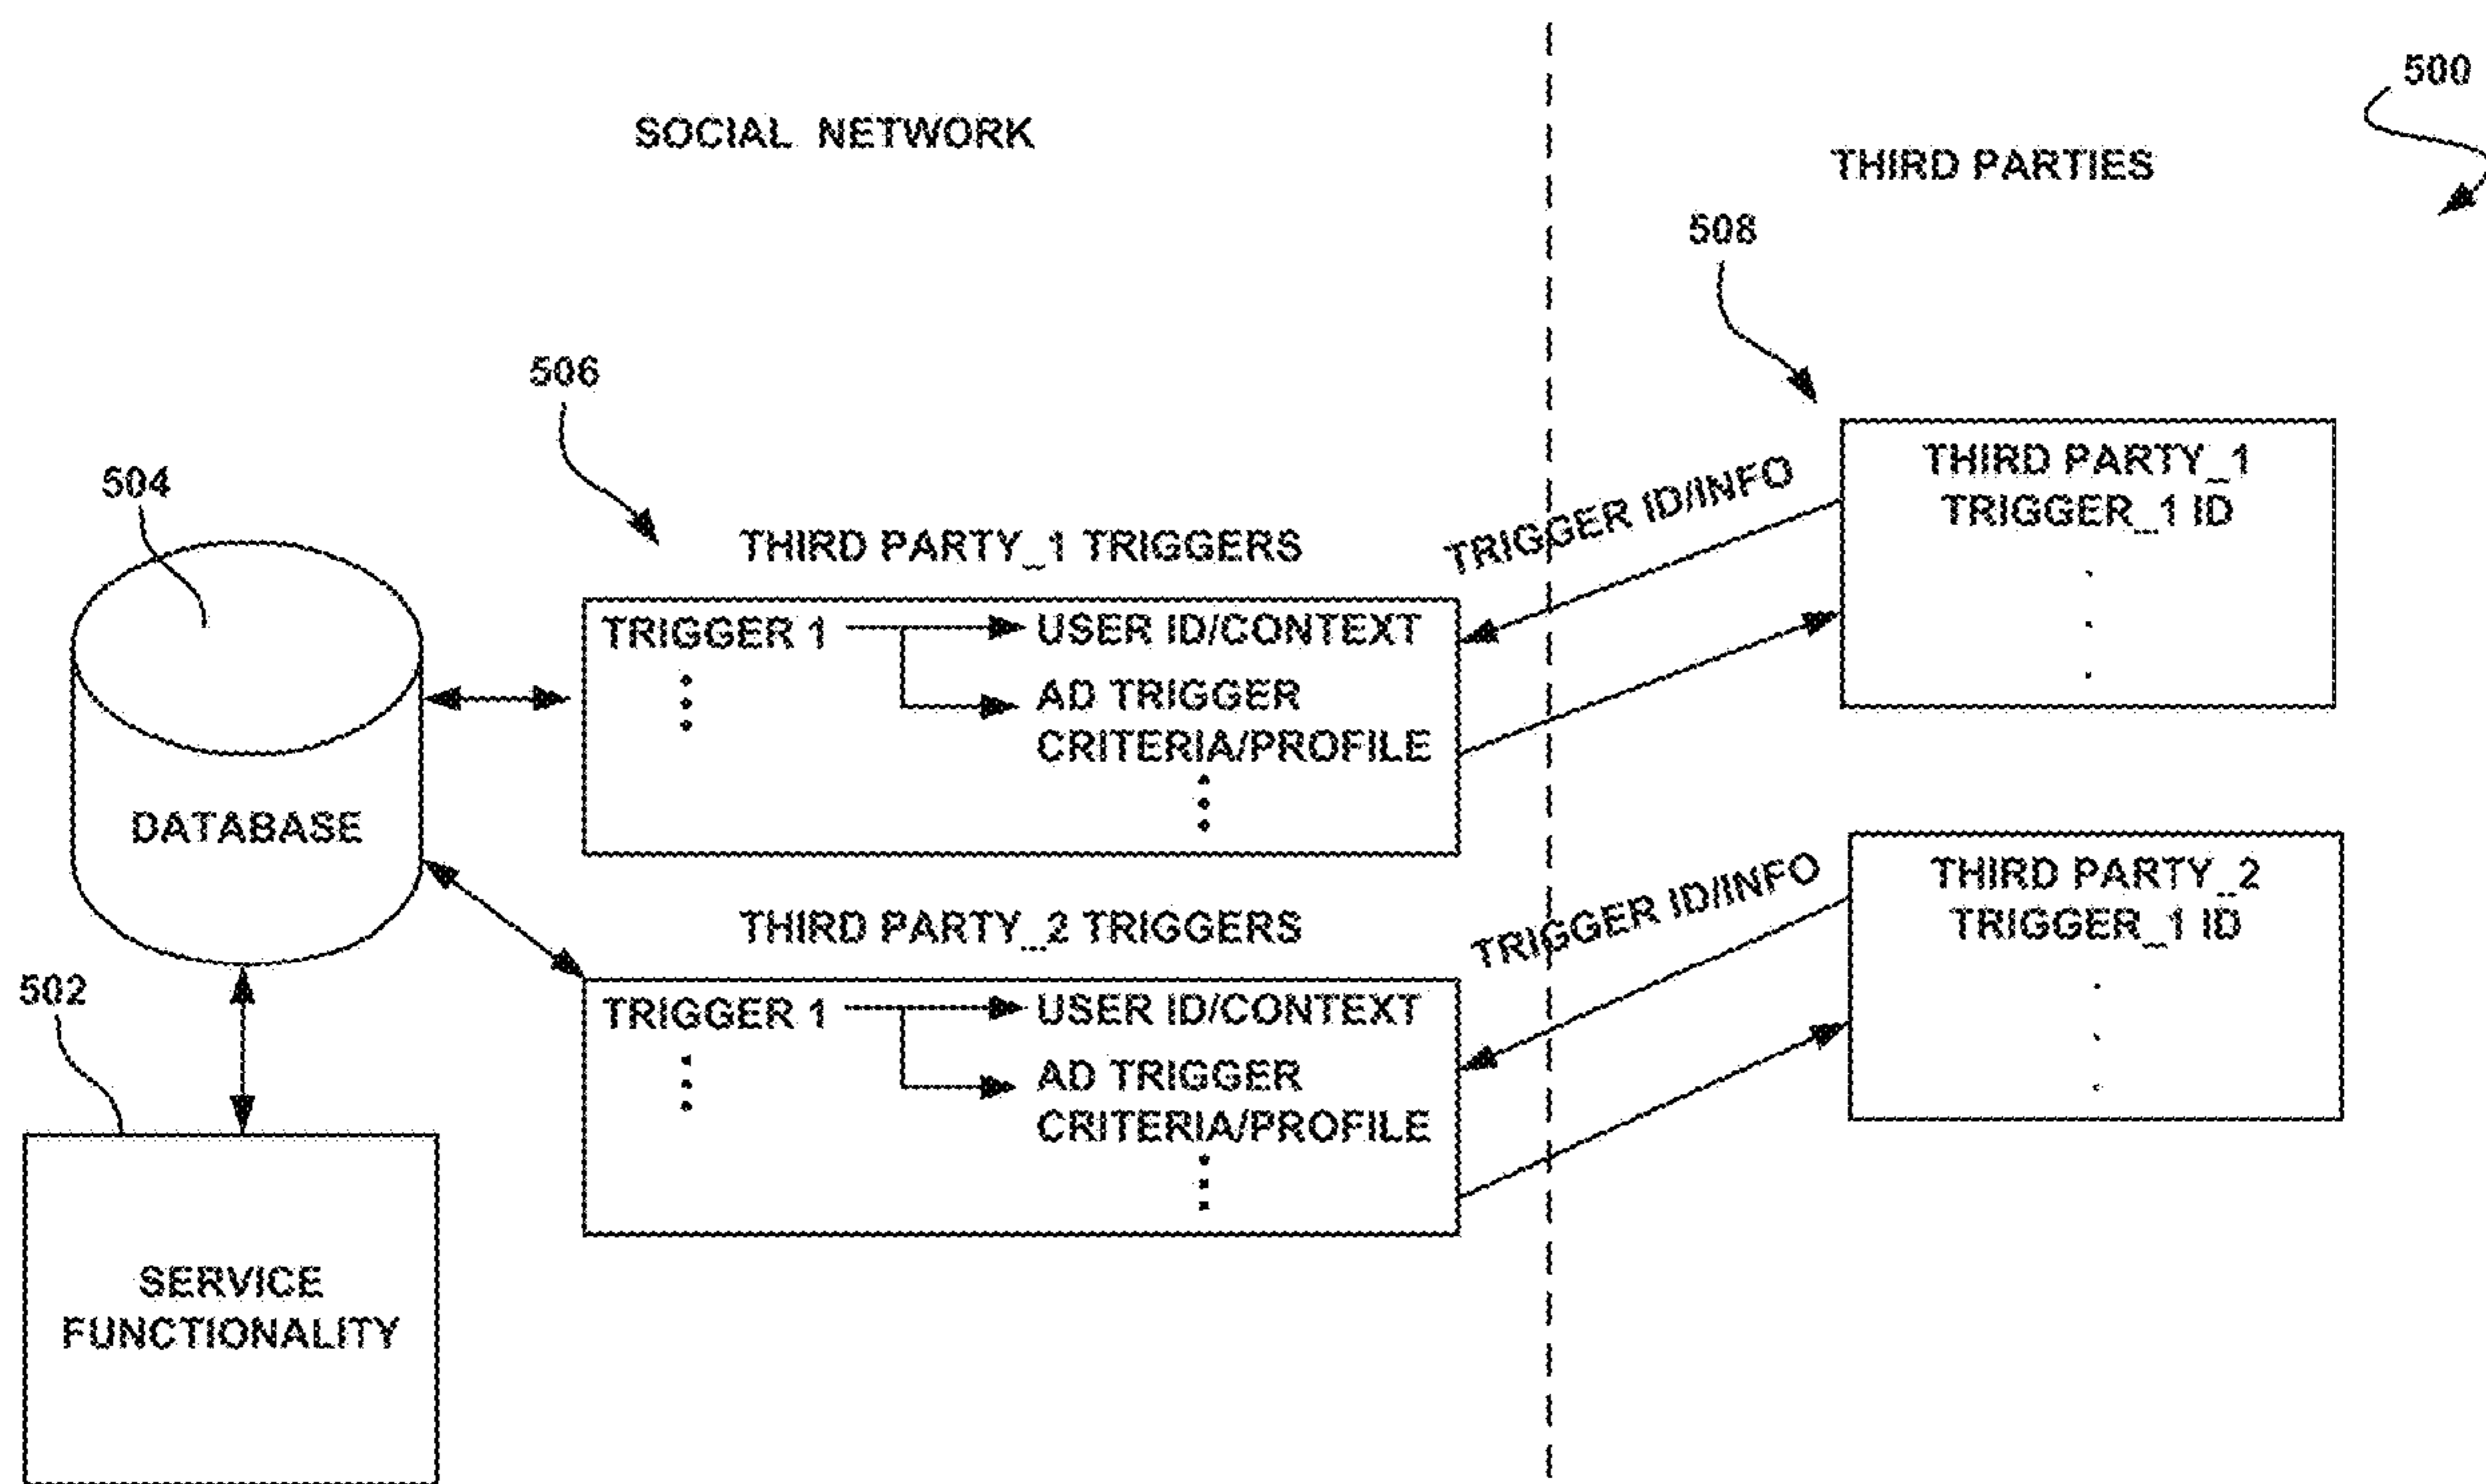 500
SOCIAL NETWORK
THIRD PARTIES
508
506
504
THIRD PARTY_1
TRIGGER_1 ID
TRIGGER ID/INFO
THIRD PARTY_1 TRIGGERS
TRIGGER 1
USER ID/CONTEXT
AD TRIGGER
CRITERIA/PROFILE
DATABASE
THIRD PARTY_2
TRIGGER_1 ID
TRIGGER ID/INFO
THIRD PARTY_2 TRIGGERS
502
TRIGGER 1
USER ID/CONTEXT
AD TRIGGER
CRITERIA/PROFILE
SERVICE
FUNCTIONALITY